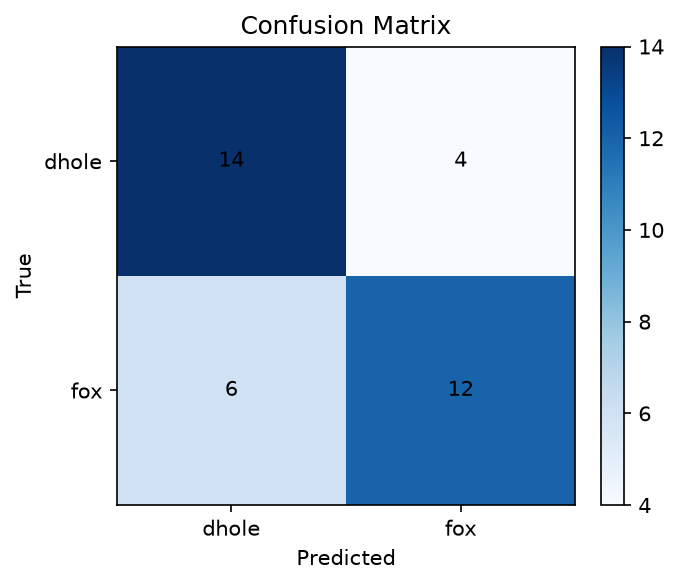 Confusion Matrix
dhole
14
4
fox
6
12
dhole
fox
Predicted
True
14
12
10
8
6
4